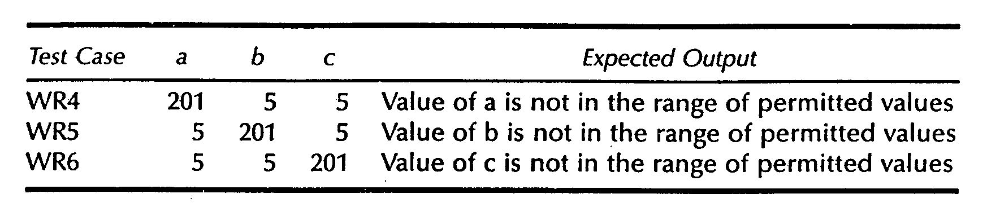 Test Case a b c Expected Output
WR4 201 5 5 Value of a is not in the range of permitted values
WR5 5 201 5 Value of b is not in the range of permitted values
WR6 5 5 201 Value of c is not in the range of permitted values